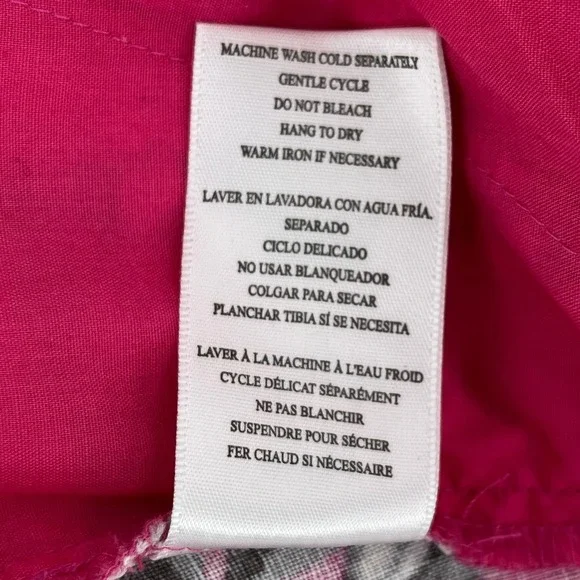 MACHINE WASH COLD SEPARATELY
GENTLE CYCLE
DO NOT BLEACH
HANG TO DRY
WARM IRON IF NECESSARY
LAVER EN LAVADORA CON AGUA FRÍA.
SEPARADO
CICLO DELICADO
NO USAR BLANQUEADOR
COLGAR PARA SECAR
PLANCHAR TIBIA SÍ SE NECESITA
LAVER À LA MACHINE À L'EAU FROID
CYCLE DÉLICAT SÉPARÉMENT
NE PAS BLANCHIR
SUSPENDRE POUR SÉCHER
FER CHAUD SI NÉCESSAIRE